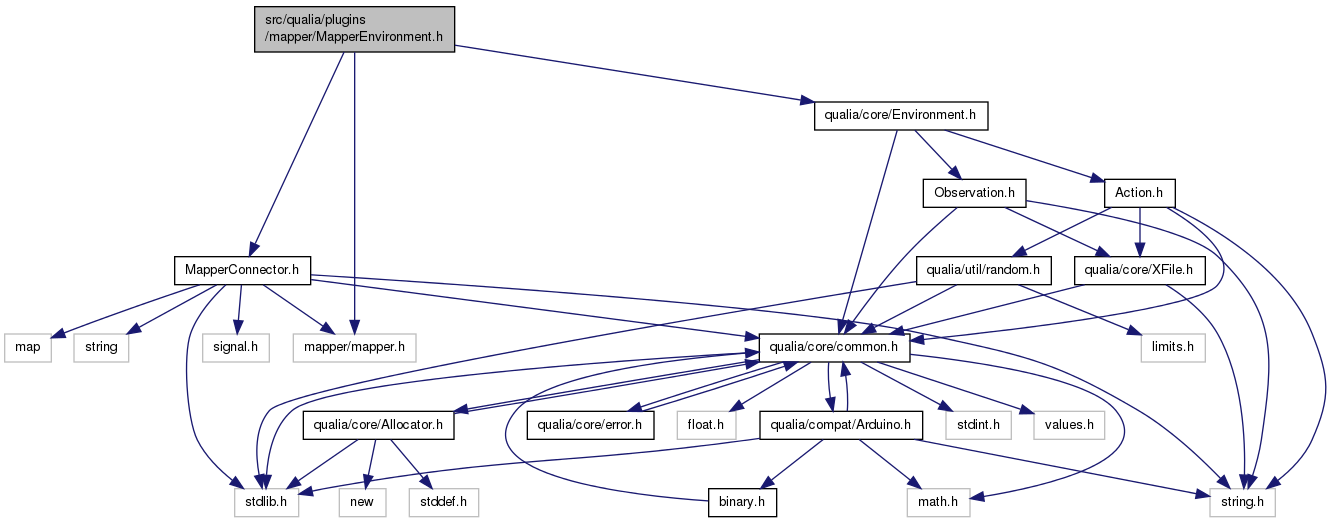 src/qualia/plugins
/mapper/MapperEnvironment.h
qualia/core/Environment.h
Observation.h
Action.h
MapperConnector.h
qualia/util/random.h
qualia/core/XFile.h
map
string
signal.h
mapper/mapper.h
qualia/core/common.h
limits.h
qualia/core/Allocator.h
qualia/core/error.h
float.h
qualia/compat/Arduino.h
stdint.h
values.h
stdlib.h
new
stddef.h
binary.h
math.h
string.h